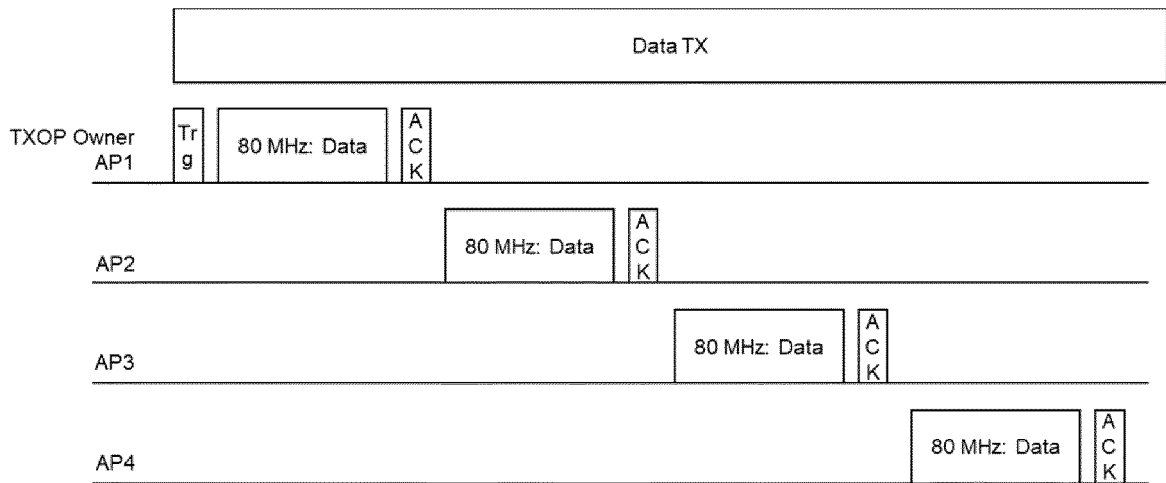 Data TX
TXOP Owner
AP1
Tr
g
80 MHz: Data
A
C
K
AP2
80 MHz: Data
A
C
K
AP3
80 MHz: Data
A
C
K
AP4
80 MHz: Data
A
C
K